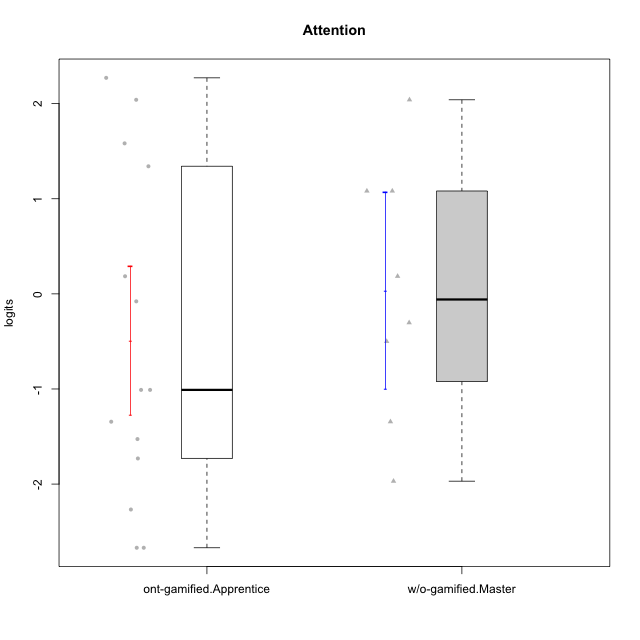 Attention
logits
2
1
0
-1
-2
ont-gamified.Apprentice
w/o-gamified.Master